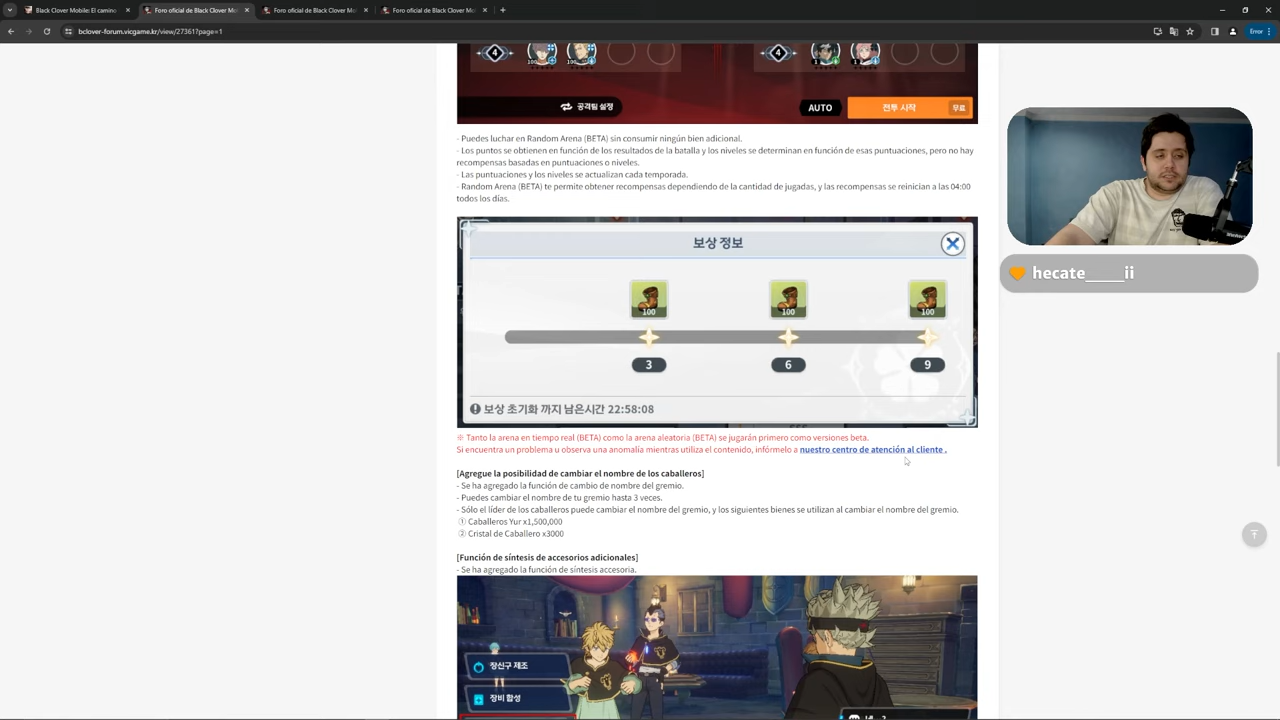 Black Clover Mobile El camino
Foro oficial de Black Clover Mo
Foro oficial de Black Clover Mo
Foro oficial de Black Clover Mo
bclover-forum.vicgame.kr/view/27361?page=1
Error
4
100
100
4
1
1
공격팀 설정
AUTO
전투 시작
무료
- Puedes luchar en Random Arena (BETA) sin consumir ningún bien adicional.
- Los puntos se obtienen en función de los resultados de la batalla y los niveles se determinan en función de esas puntuaciones, pero no hay
recompensas basadas en puntuaciones o niveles.
- Las puntuaciones y los niveles se actualizan cada temporada.
- Random Arena (BETA) te permite obtener recompensas dependiendo de la cantidad de jugadas, y las recompensas se reinician a las 04:00
todos los días.
보상 정보
100
100
100
3
6
9
보상 초기화 까지 남은시간 22:58:08
hecate____ii
※ Tanto la arena en tiempo real (BETA) como la arena aleatoria (BETA) se jugarán primero como versiones beta.
Si encuentra un problema u observa una anomalía mientras utiliza el contenido, infórmelo a nuestro centro de atención al cliente .
[Agregue la posibilidad de cambiar el nombre de los caballeros]
- Se ha agregado la función de cambio de nombre del gremio.
- Puedes cambiar el nombre de tu gremio hasta 3 veces.
- Sólo el líder de los caballeros puede cambiar el nombre del gremio, y los siguientes bienes se utilizan al cambiar el nombre del gremio.
① Caballeros Yur x1,500,000
② Cristal de Caballero x3000
[Función de síntesis de accesorios adicionales]
- Se ha agregado la función de síntesis accesoria.
장신구 제조
장비 합성